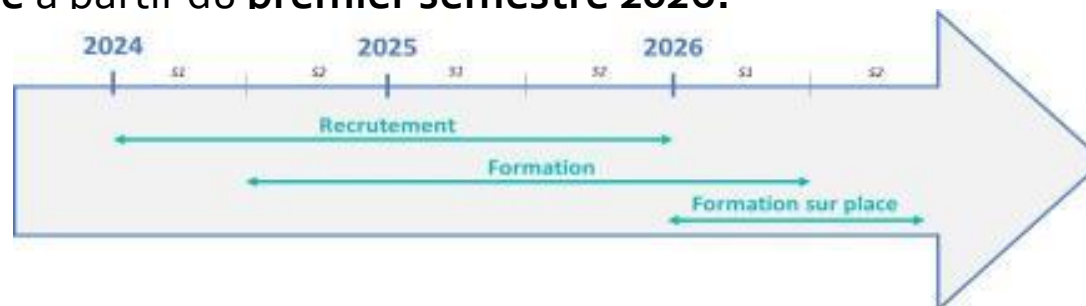 e à partir du premier semestre 2026.
2024 2025 2026
S1 S2 S1 S2 S1 S2
Recrutement
Formation
Formation sur place